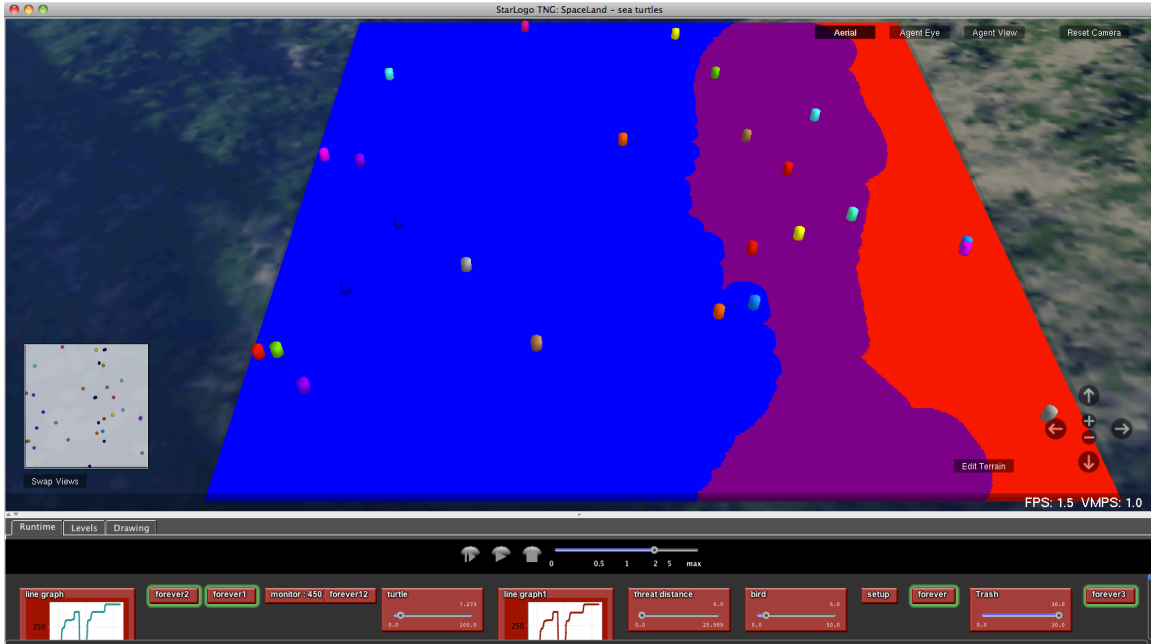 StarLogo TNG: SpaceLand - sea turtles
Aerial Agent Eye Agent View Reset Camera
Swap Views
Edit Terrain
FPS: 1.5 VMPS: 1.0
Runtime Levels Drawing
0 0.5 1 2 5 max
line graph forever2 forever1 monitor : 450. forever12 turtle line graph1 threat distance bird setup forever Trash forever3
7.273 8.0 5.0 30.0
250 0.0 100.0 250 0.0 25.909 0.0 50.0 0.0 30.0